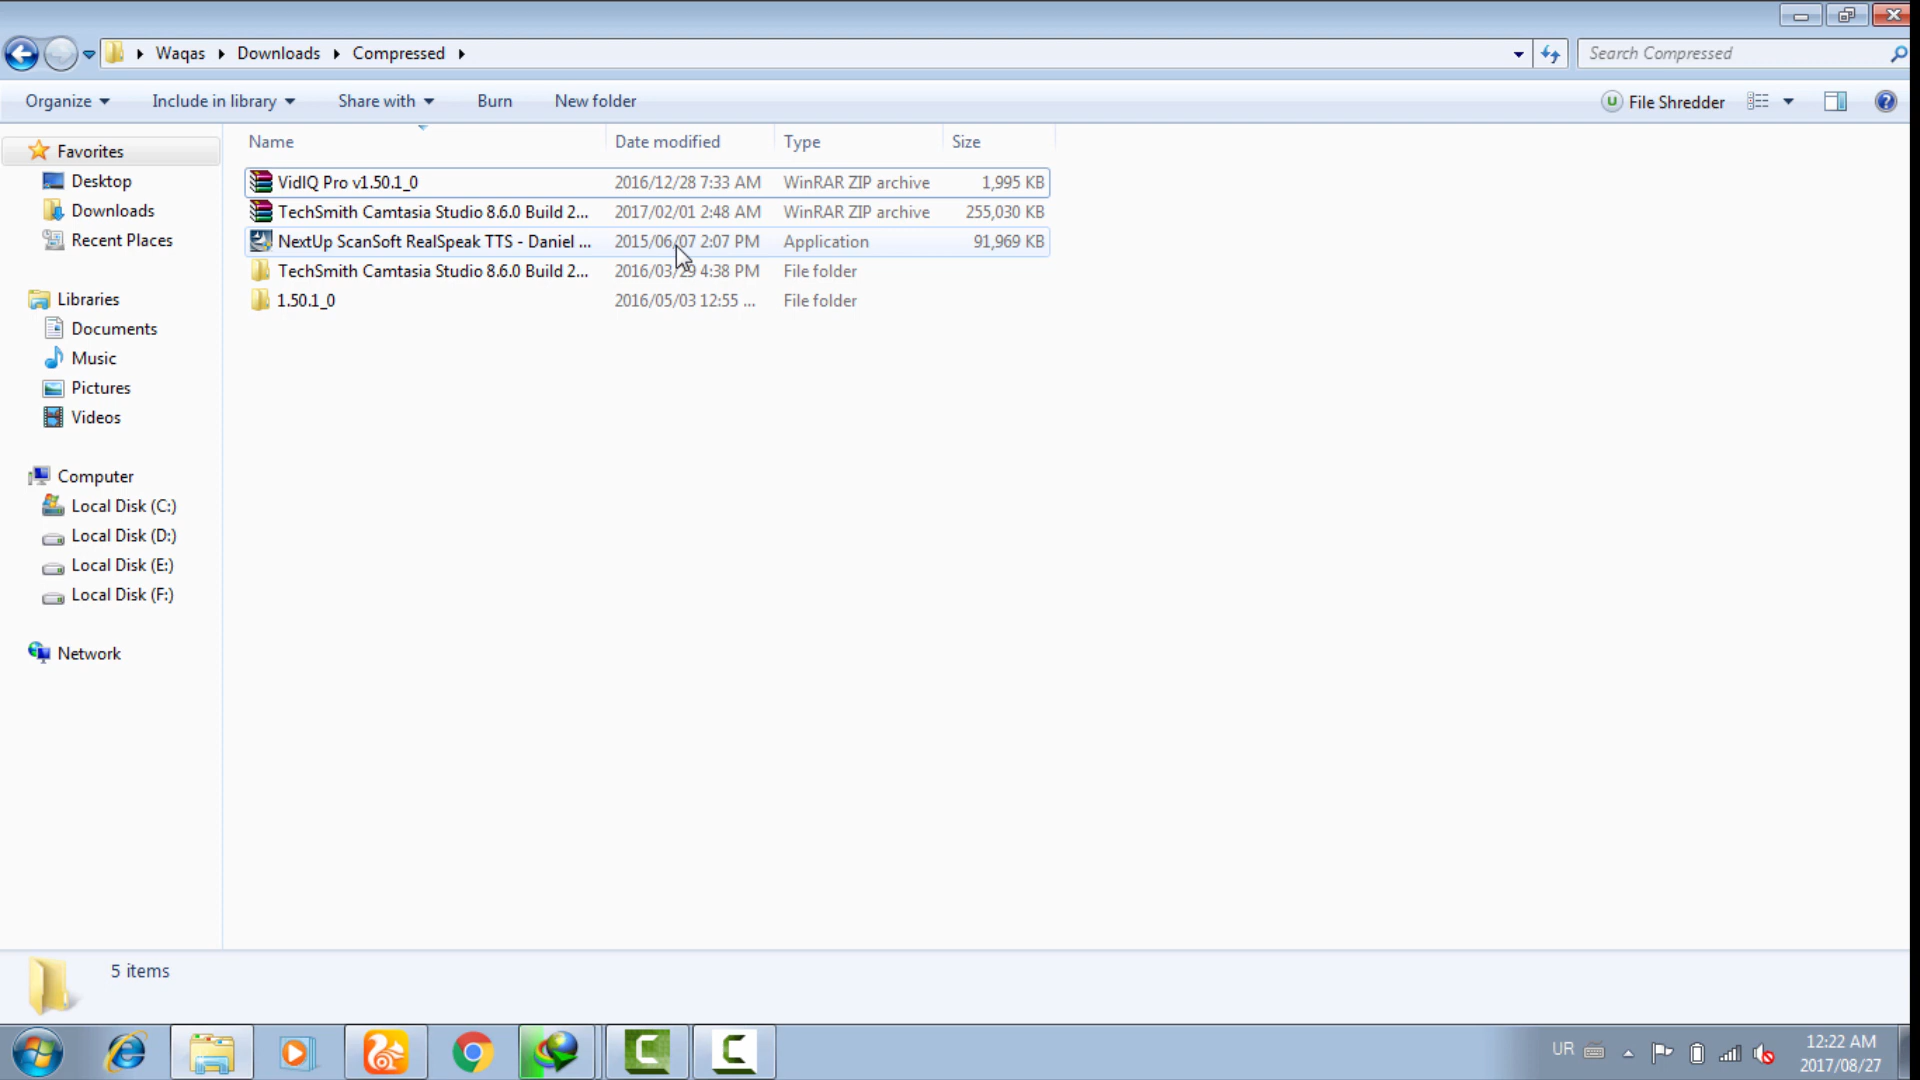 Waqas Downloads Compressed Search Compressed
Organize Include in library Share with Burn New folder File Shredder
Favorites
Desktop
Downloads
Recent Places
Libraries
Documents
Music
Pictures
Videos
Computer
Local Disk (C:)
Local Disk (D:)
Local Disk (E:)
Local Disk (F:)
Network
Name Date modified Type Size
VidIQ Pro v1.50.1_0 2016/12/28 7:33 AM WinRAR ZIP archive 1,995 KB
TechSmith Camtasia Studio 8.6.0 Build 2... 2017/02/01 2:48 AM WinRAR ZIP archive 255,030 KB
NextUp ScanSoft RealSpeak TTS - Daniel ... 2015/06/07 2:07 PM Application 91,969 KB
TechSmith Camtasia Studio 8.6.0 Build 2... 2016/03/29 4:38 PM File folder
1.50.1_0 2016/05/03 12:55 ... File folder
5 items
UR 12:22 AM
2017/08/27